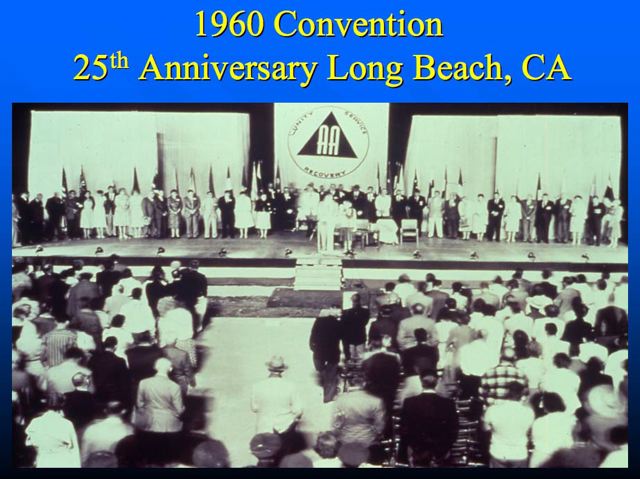 1960 Convention
25th Anniversary Long Beach, CA
UNITY SERVICE
AA
RECOVERY